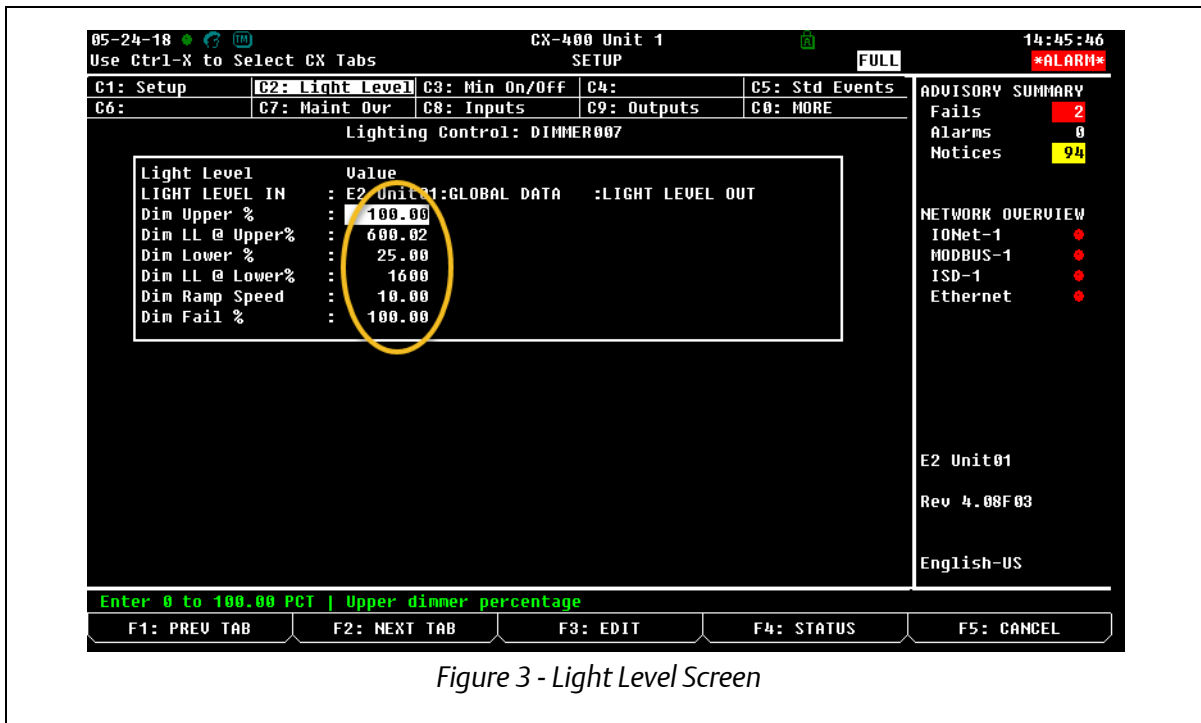 05-24-18 TM CX-400 Unit 1 R 14:45:46
Use Ctrl-X to Select CX Tabs SETUP FULL *ALARM*
C1: Setup C2: Light Level C3: Min On/Off C4: C5: Std Events
C6: C7: Maint Ovr C8: Inputs C9: Outputs C0: MORE
Lighting Control: DIMMER007
Light Level Value
LIGHT LEVEL IN : E2 Unit01:GLOBAL DATA :LIGHT LEVEL OUT
Dim Upper % : 100.00
Dim LL @ Upper% : 600.02
Dim Lower % : 25.00
Dim LL @ Lower% : 1600
Dim Ramp Speed : 10.00
Dim Fail % : 100.00
ADVISORY SUMMARY
Fails 2
Alarms 0
Notices 94
NETWORK OVERVIEW
IONet-1
MODBUS-1
ISD-1
Ethernet
E2 Unit01
Rev 4.08F03
English-US
Enter 0 to 100.00 PCT | Upper dimmer percentage
F1: PREV TAB F2: NEXT TAB F3: EDIT F4: STATUS F5: CANCEL
Figure 3 - Light Level Screen